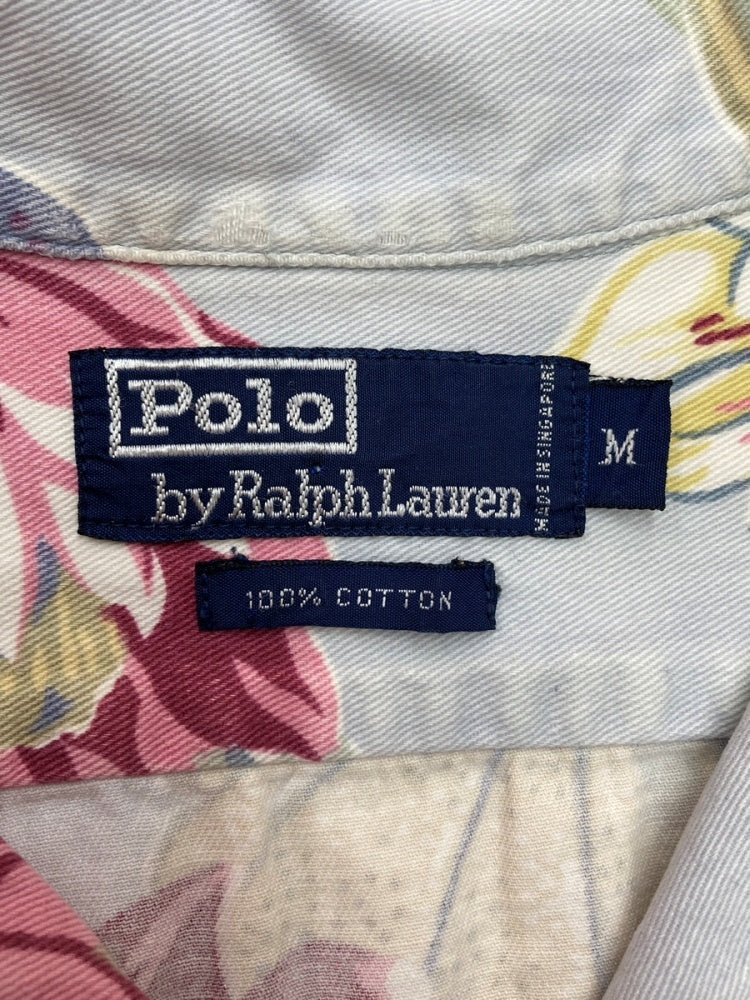 Polo
by Ralph Lauren
MADE IN SINGAPORE
M
100% COTTON